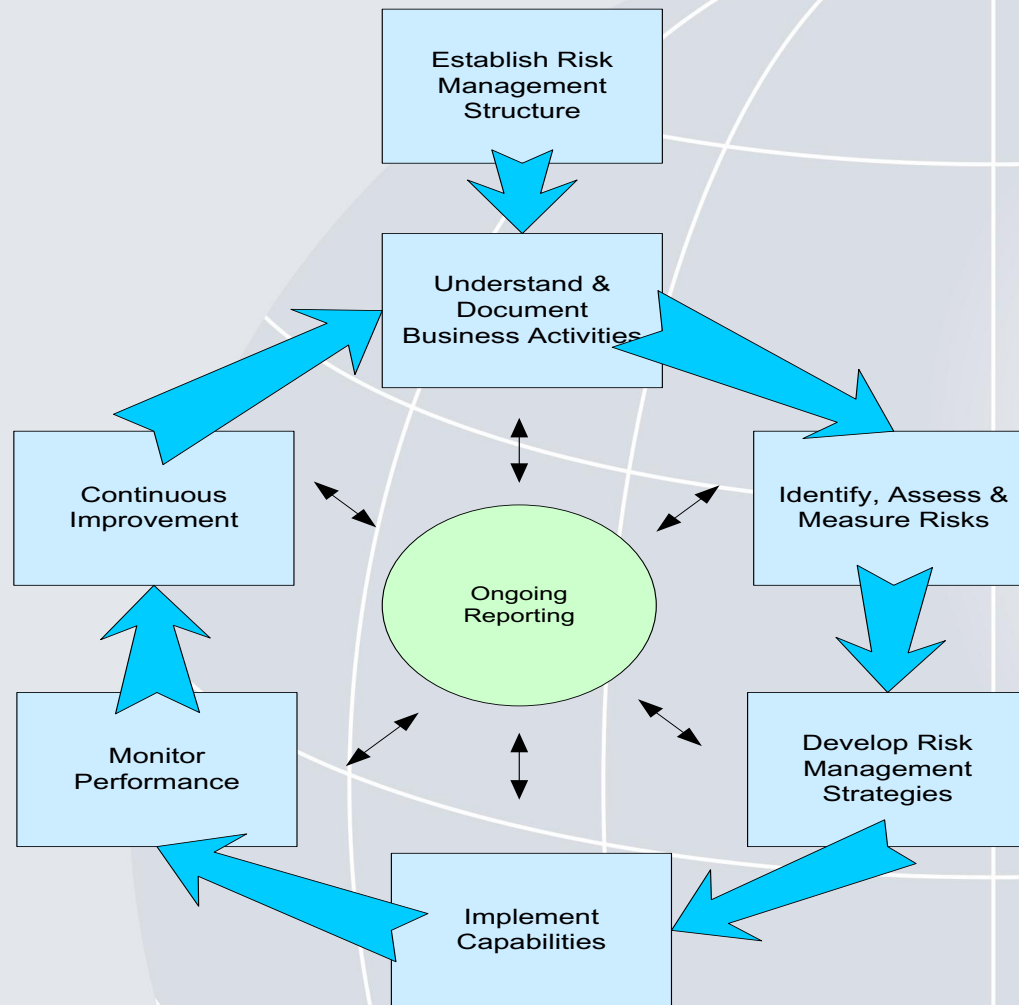 Establish Risk
Management
Structure
Understand &
Document
Business Activities
Identify, Assess &
Measure Risks
Continuous
Improvement
Ongoing
Reporting
Develop Risk
Management
Strategies
Monitor
Performance
Implement
Capabilities